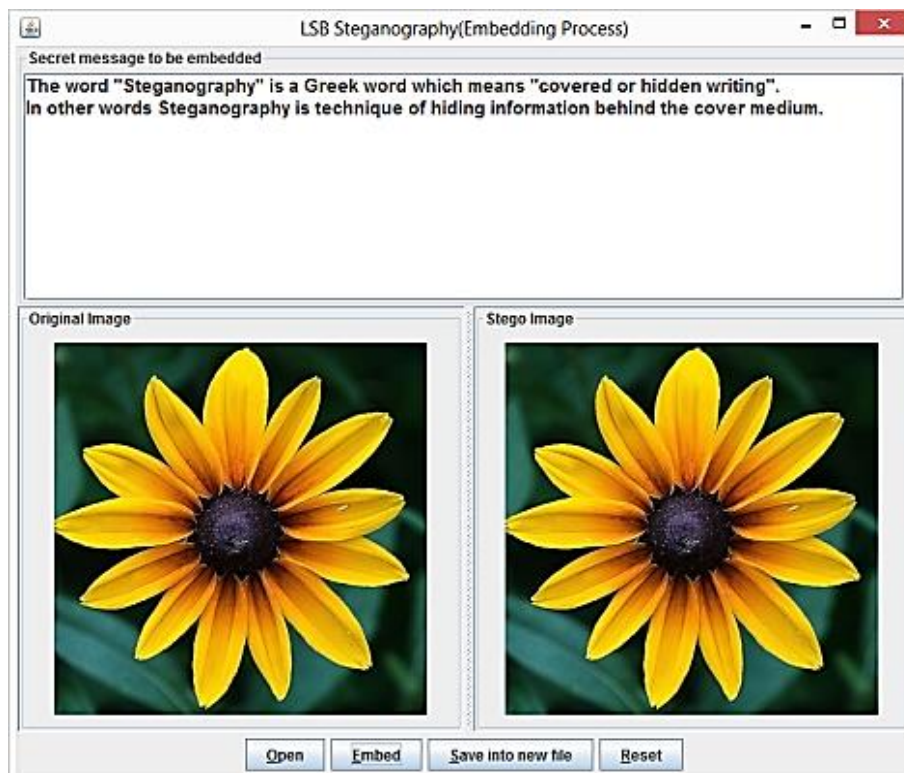 LSB Steganography(Embedding Process)
Secret message to be embedded
The word "Steganography" is a Greek word which means "covered or hidden writing".
In other words Steganography is technique of hiding information behind the cover medium.
Original Image
Stego Image
Open
Embed
Save into new file
Reset